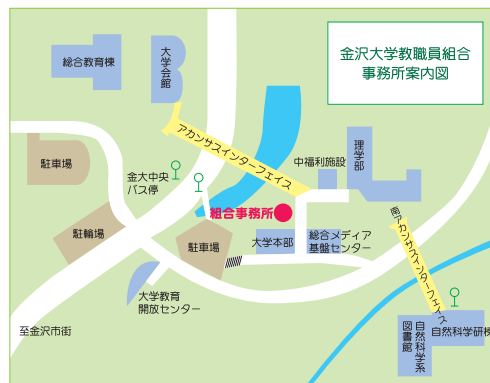 金沢大学教職員組合
事務所案内図
総合教育棟
大学
会館
アカンサスインターフェイス
駐車場
金大中央
バス停
中福利施設
理学部
組合事務所
南アカンサスインターフェイス
駐輪場
駐車場
大学本部
総合メディア
基盤センター
大学教育
開放センター
至金沢市街
自然科学系
図書館
自然科学研棟